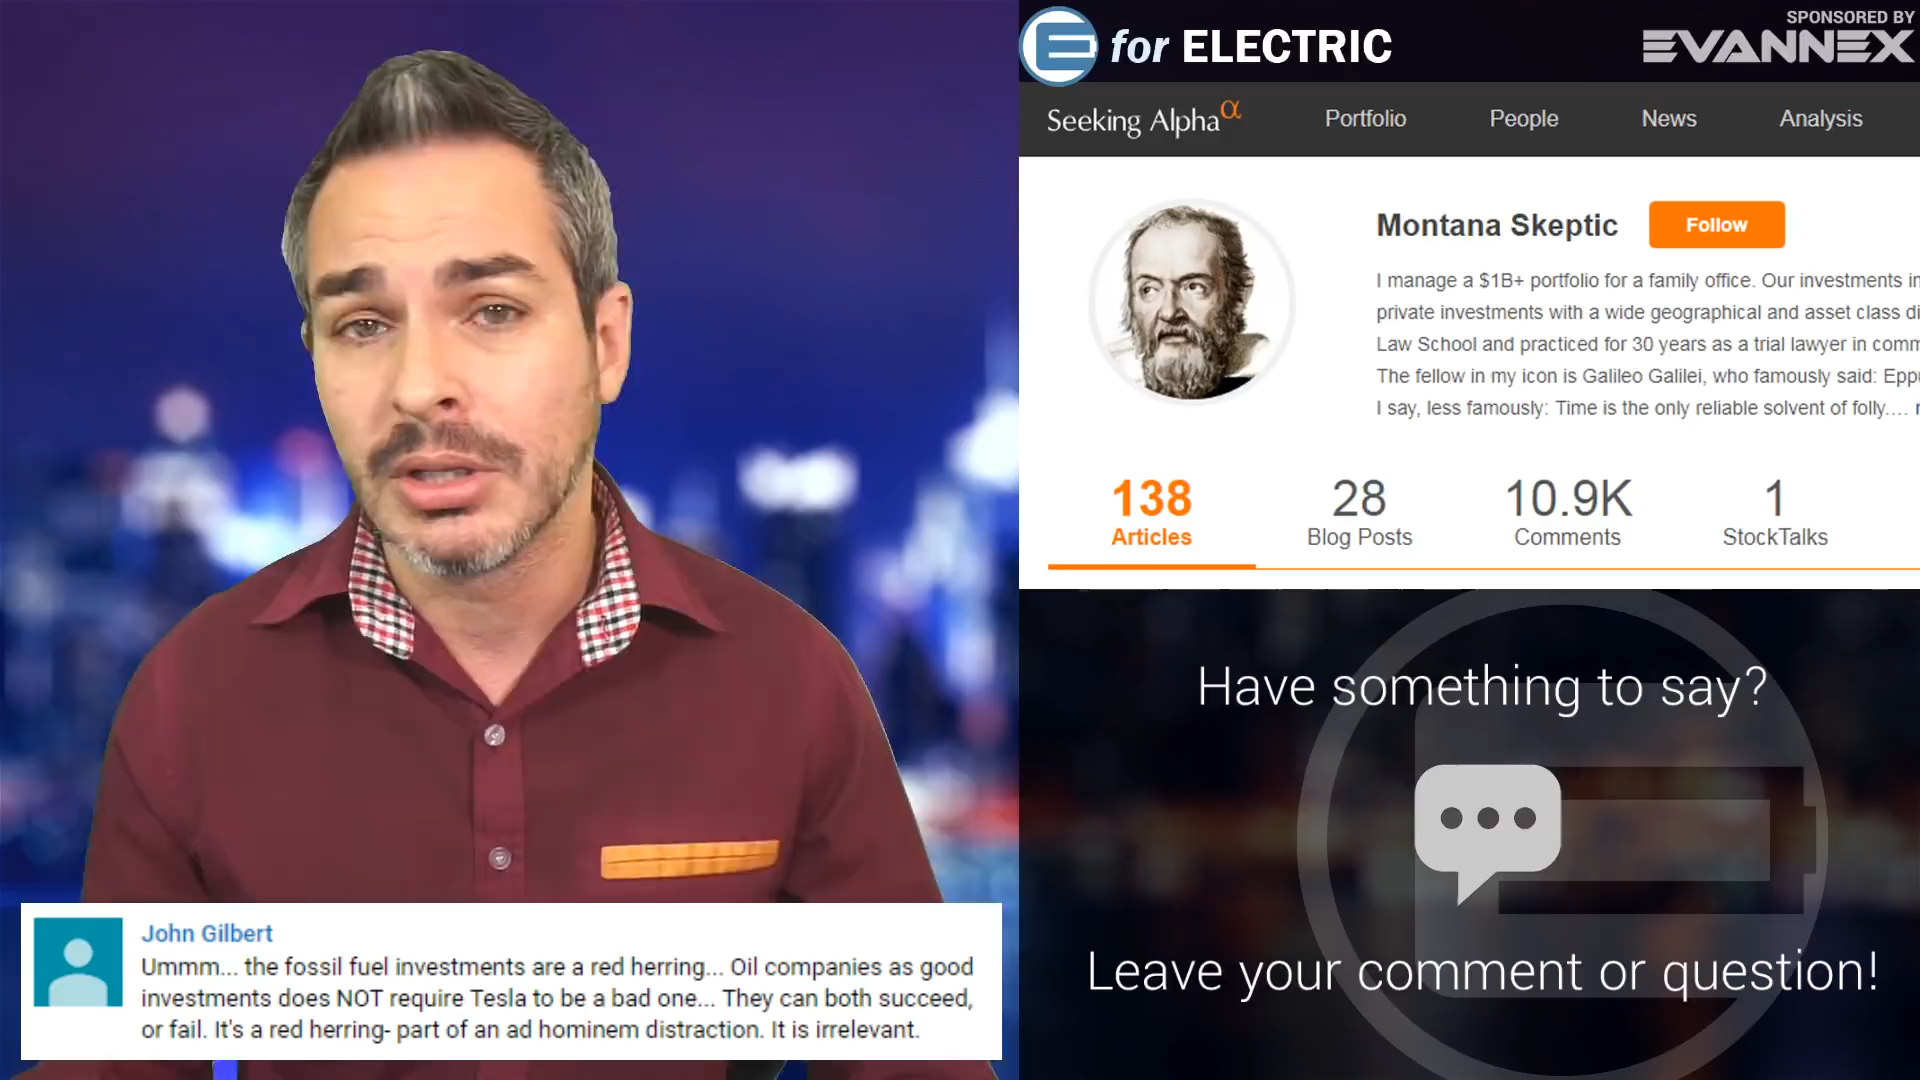 SPONSORED BY
E for ELECTRIC
EVANNEX
Seeking Alphaα
Portfolio
People
News
Analysis
Montana Skeptic
Follow
I manage a $1B+ portfolio for a family office. Our investments in
private investments with a wide geographical and asset class
Law School and practiced for 30 years as a trial lawyer in
The fellow in my icon is Galileo Galilei, who famously said:
I say, less famously: Time is the only reliable solvent of folly....
138
28
10.9K
1
Articles
Blog Posts
Comments
StockTalks
Have something to say?
Leave your comment or question!
John Gilbert
Ummm... the fossil fuel investments are a red herring... Oil companies as good
investments does NOT require Tesla to be a bad one... They can both succeed,
or fail. It's a red herring- part of an ad hominem distraction. It is irrelevant.